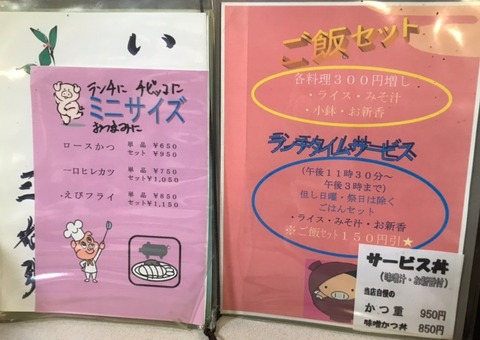 い
ランチに チビッコに
ミニサイズ
おつまみに
ロースかつ 単品 ¥650
セット ¥950
一口ヒレカツ 単品 ¥750
セット¥1,050
えびフライ 単品 ¥850
セット¥1,150
ご飯セット
各料理300円増し
・ライス・みそ汁
・小鉢・お新香
ランチタイムサービス
(午後11時30分～
午後3時まで)
但し日曜・祭日は除く
ごはんセット
・ライス・みそ汁・お新香
※ご飯セット150円引★
サービス丼
(味噌汁・お新香付)
当店自慢の
かつ重 950円
味噌かつ丼 850円